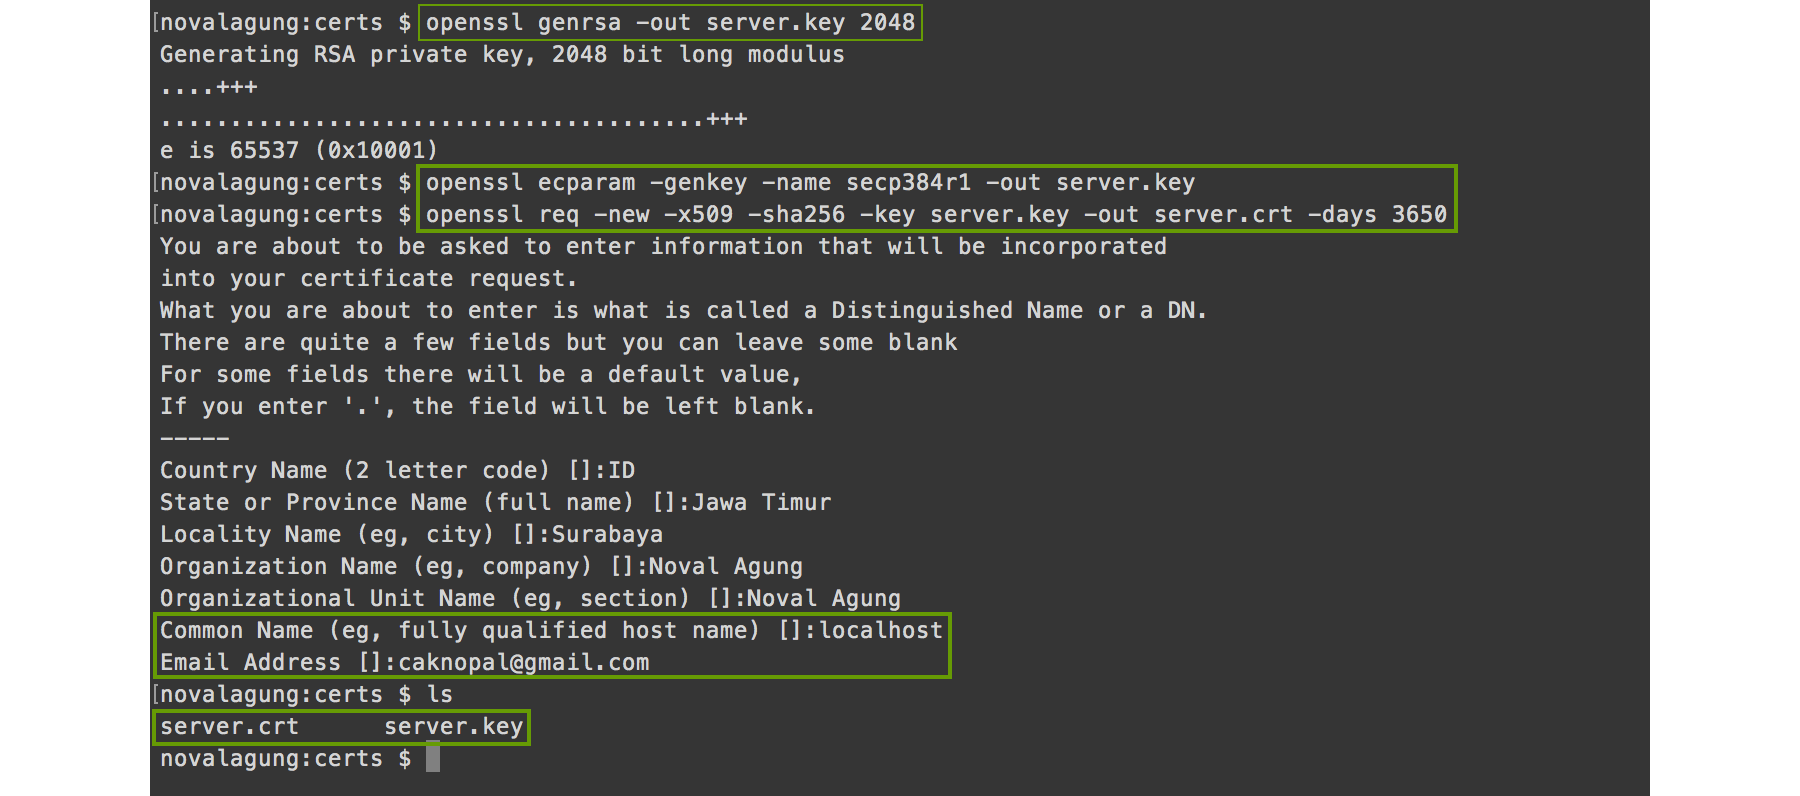 [novalagung:certs $ openssl genrsa -out server.key 2048
Generating RSA private key, 2048 bit long modulus
....+++
.......................................+++
e is 65537 (0x10001)
[novalagung:certs $ openssl ecparam -genkey -name secp384r1 -out server.key
[novalagung:certs $ openssl req -new -x509 -sha256 -key server.key -out server.crt -days 3650
You are about to be asked to enter information that will be incorporated
into your certificate request.
What you are about to enter is what is called a Distinguished Name or a DN.
There are quite a few fields but you can leave some blank
For some fields there will be a default value,
If you enter '.', the field will be left blank.
-----
Country Name (2 letter code) []:ID
State or Province Name (full name) []:Jawa Timur
Locality Name (eg, city) []:Surabaya
Organization Name (eg, company) []:Noval Agung
Organizational Unit Name (eg, section) []:Noval Agung
Common Name (eg, fully qualified host name) []:localhost
Email Address []:caknopal@gmail.com
[novalagung:certs $ ls
server.crt      server.key
novalagung:certs $